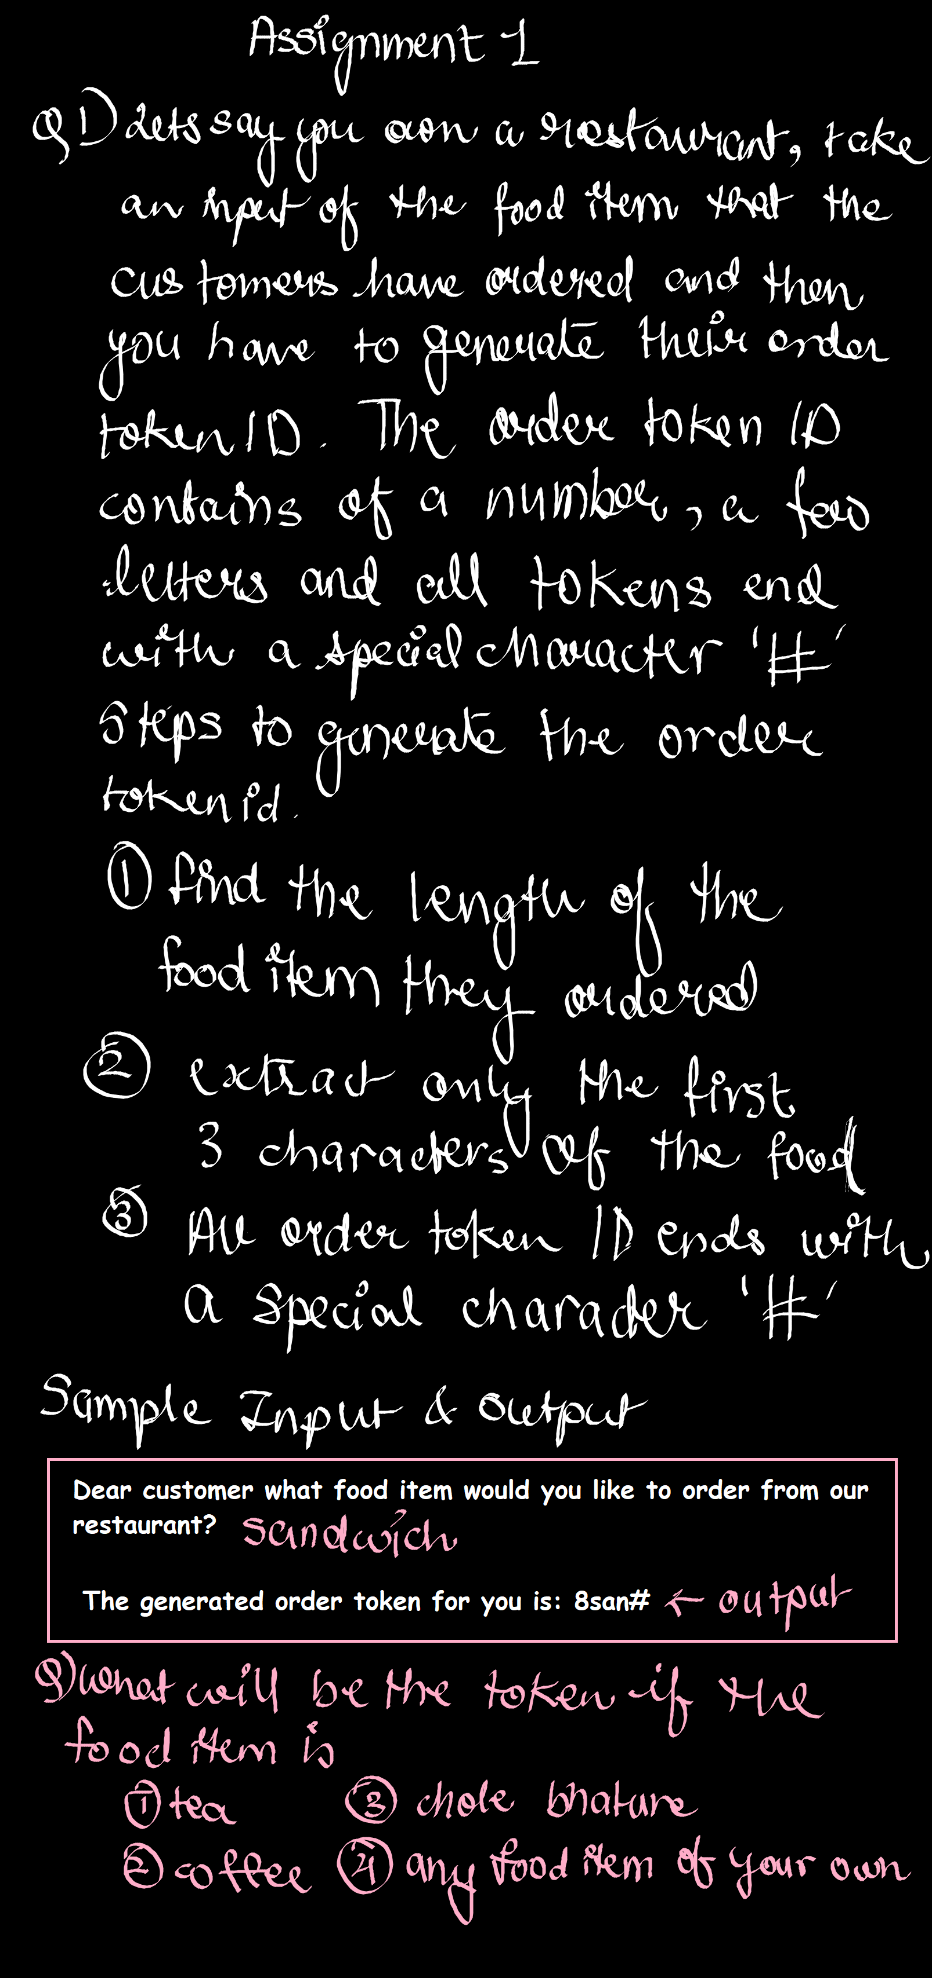 Assignment 1
Q1) Lets say you own a restaurant, take
an input of the food item that the
customers have ordered and then
you have to generate their order
token ID. The order token ID
contains of a number, a few
letters and all tokens end
with a special character '#'
Steps to generate the order
token id.
① find the length of the
food item they ordered
② extract only the first
3 characters of the food
③ All order token ID ends with
a special character '#'
Sample Input & output
Dear customer what food item would you like to order from our
restaurant? sandwich
The generated order token for you is: 8san# ← output
Q) what will be the token if the
food item is
① tea ③ chole bhature
② coffee ④ any food item of your own